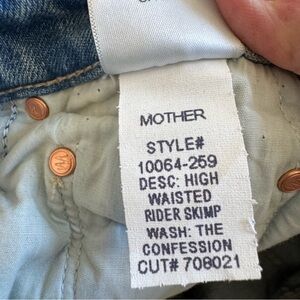 MOTHER
STYLE#
10064-259
DESC: HIGH
WAISTED
RIDER SKIMP
WASH: THE
CONFESSION
CUT# 708021